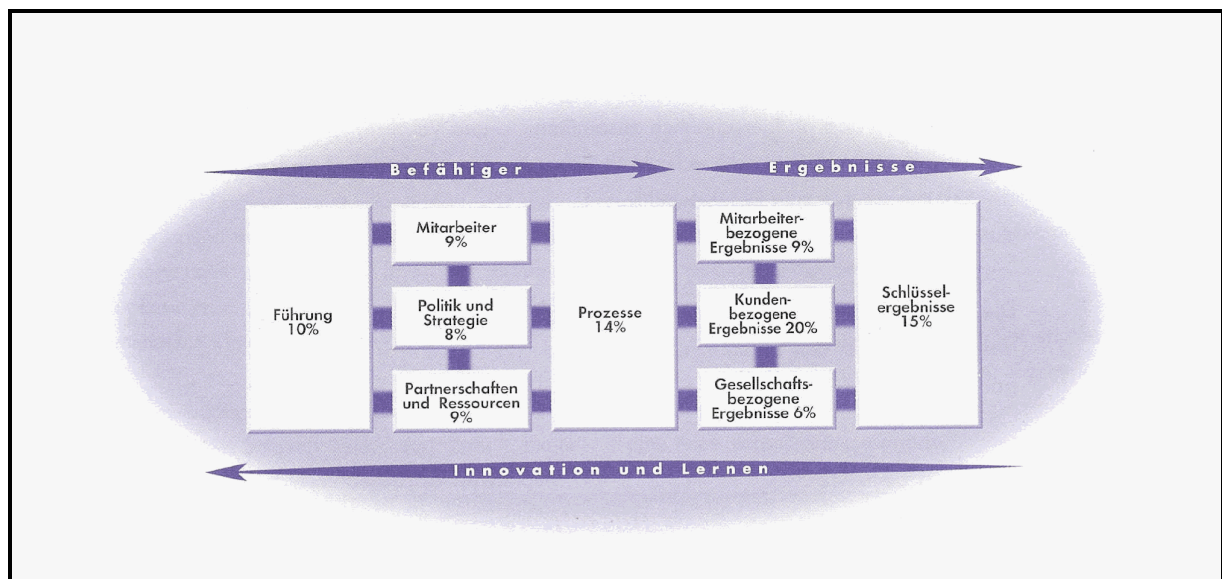 Befähiger
Ergebnisse
Führung
10%
Mitarbeiter
9%
Politik und
Strategie
8%
Partnerschaften
und Ressourcen
9%
Prozesse
14%
Mitarbeiter-
bezogene
Ergebnisse 9%
Kunden-
bezogene
Ergebnisse 20%
Gesellschafts-
bezogene
Ergebnisse 6%
Schlüssel-
ergebnisse
15%
Innovation und Lernen